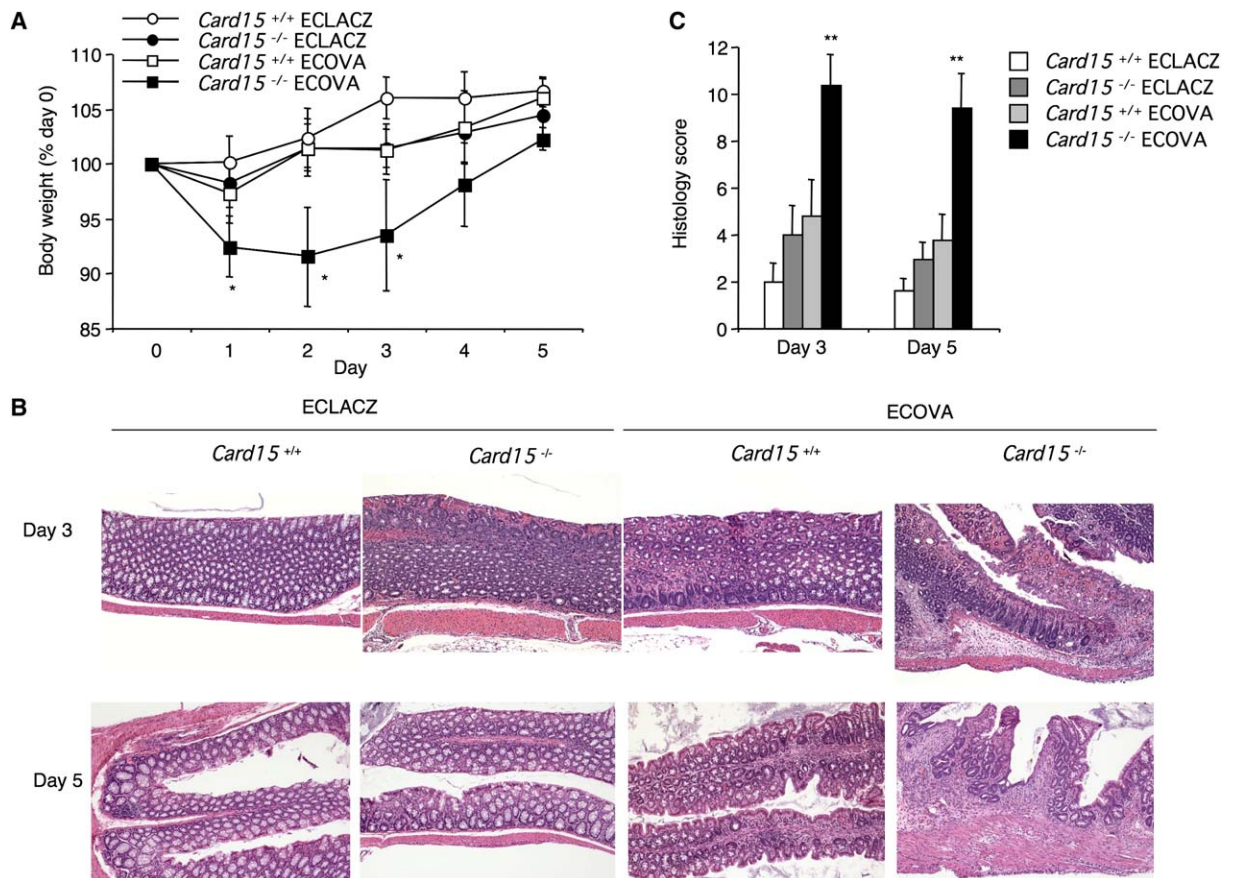 A
Card15 +/+ ECLACZ
Card15 -/- ECLACZ
Card15 +/+ ECOVA
Card15 -/- ECOVA
Body weight (% day 0)
110
105
100
95
90
85
*
*
*
0 1 2 3 4 5
Day
C
Histology score
12
10
8
6
4
2
0
**
**
Day 3 Day 5
Card15 +/+ ECLACZ
Card15 -/- ECLACZ
Card15 +/+ ECOVA
Card15 -/- ECOVA
B
ECLACZ ECOVA
Card15 +/+ Card15 -/- Card15 +/+ Card15 -/-
Day 3
Day 5